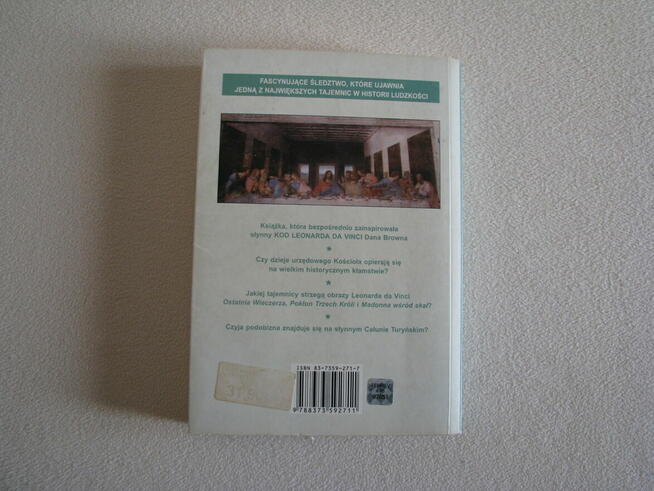 FASCYNUJĄCE ŚLEDZTWO, KTÓRE UJAWNIA
JEDNĄ Z NAJWIĘKSZYCH TAJEMNIC W HISTORII LUDZKOŚCI
Książka, która bezpośrednio zainspirowała
słynny KOD LEONARDA DA VINCI Dana Browna
*
Czy dzieje urzędowego Kościoła opierają się
na wielkim historycznym kłamstwie?
*
Jakiej tajemnicy strzegą obrazy Leonarda da Vinci
Ostatnia Wieczerza, Pokłon Trzech Króli i Madonna wśród skał?
*
Czyja podobizna znajduje się na słynnym Całunie Turyńskim?
ISBN 83-7359-271-7
9 788373 592711